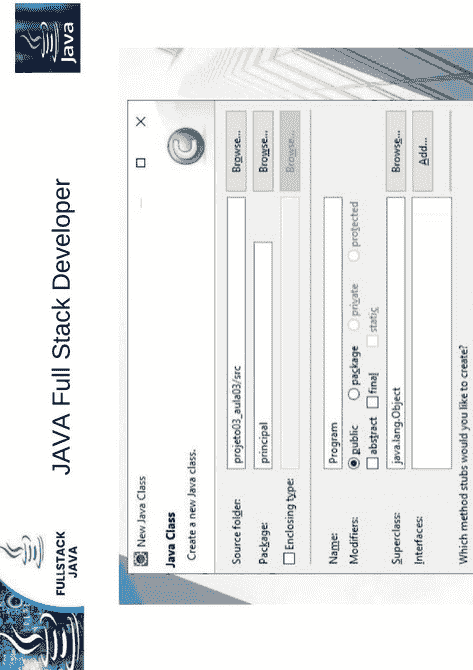 FULLSTACK
JAVA
JAVA Full Stack Developer
Java
New Java Class
Java Class
Create a new Java class.
Source folder: projeto03_aula03/src Browse...
Package: principal Browse...
Enclosing type: Browse...
Name: Program
Modifiers: public package private protected
abstract final static
Superclass: java.lang.Object Browse...
Interfaces: Add...
Which method stubs would you like to create?